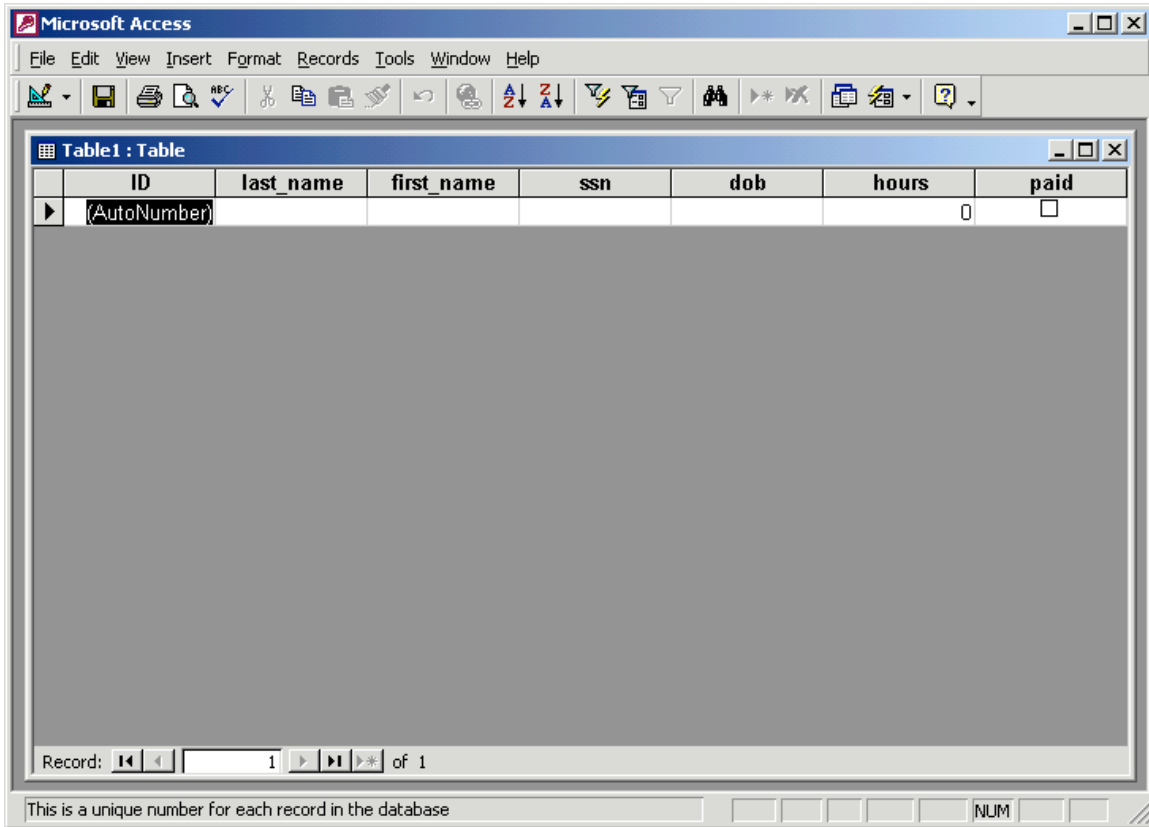 Microsoft Access
File Edit View Insert Format Records Tools Window Help
ABC A Z Z A ?
Table1 : Table
ID last_name first_name ssn dob hours paid
(AutoNumber) 0
Record: 1 of 1
This is a unique number for each record in the database NUM